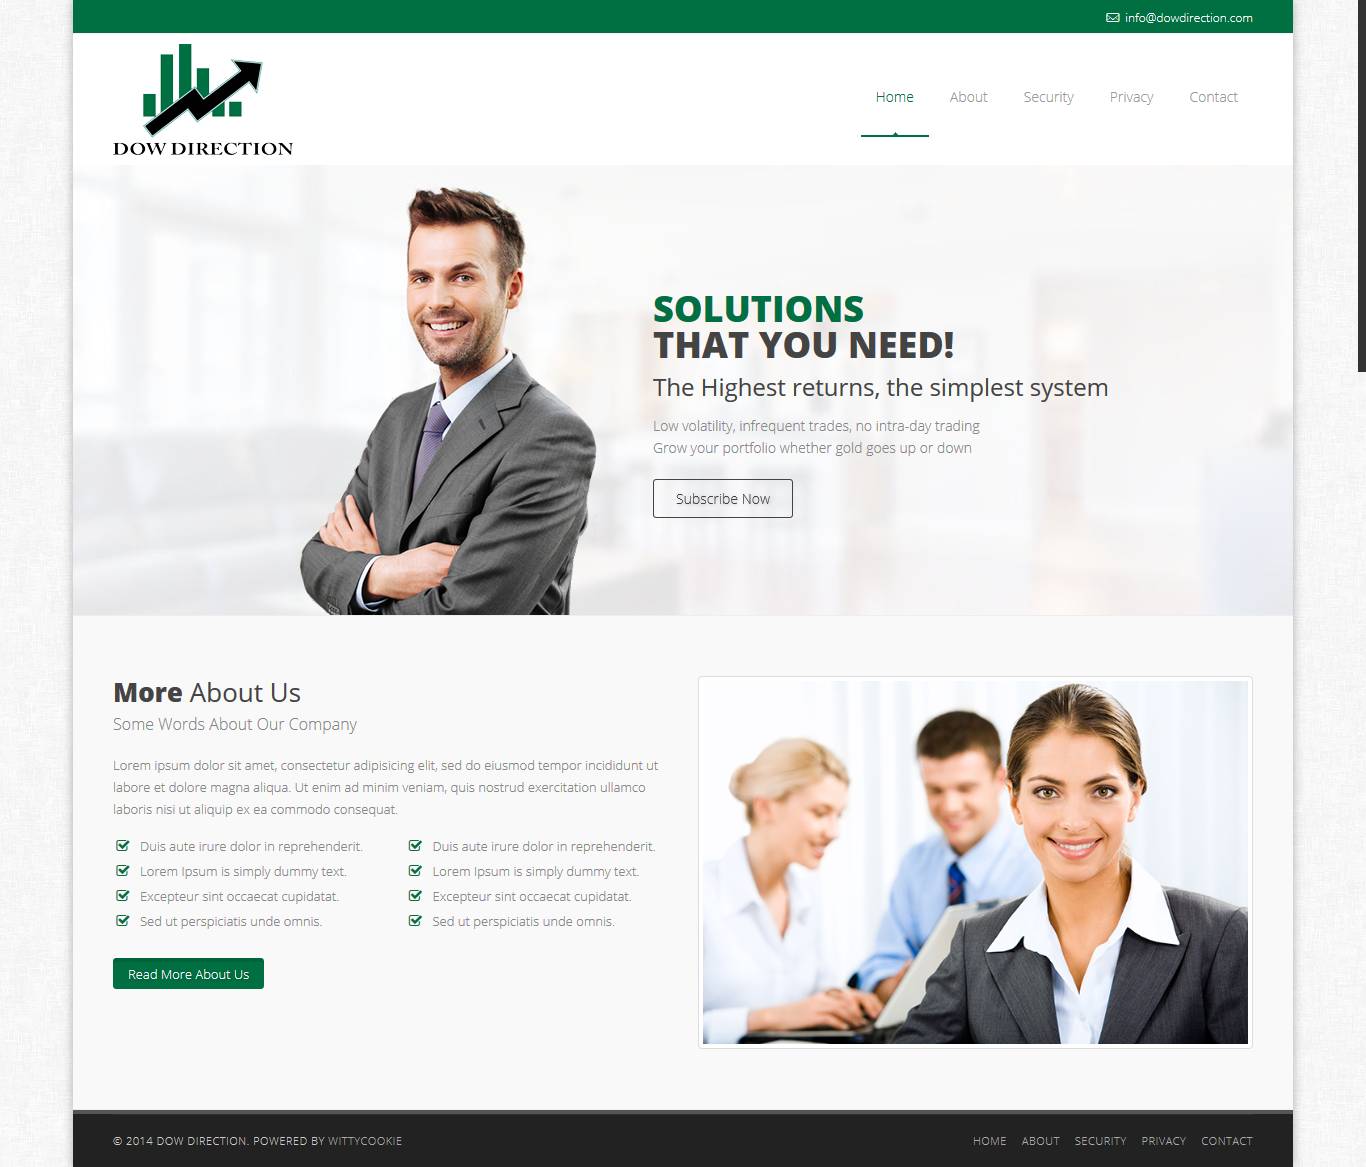 info@dowdirection.com
DOW DIRECTION
Home About Security Privacy Contact
SOLUTIONS
THAT YOU NEED!
The Highest returns, the simplest system
Low volatility, infrequent trades, no intra-day trading
Grow your portfolio whether gold goes up or down
Subscribe Now
More About Us
Some Words About Our Company
Lorem ipsum dolor sit amet, consectetur adipisicing elit, sed do eiusmod tempor incididunt ut
labore et dolore magna aliqua. Ut enim ad minim veniam, quis nostrud exercitation ullamco
laboris nisi ut aliquip ex ea commodo consequat.
Duis aute irure dolor in reprehenderit.
Lorem Ipsum is simply dummy text.
Excepteur sint occaecat cupidatat.
Sed ut perspiciatis unde omnis.
Duis aute irure dolor in reprehenderit.
Lorem Ipsum is simply dummy text.
Excepteur sint occaecat cupidatat.
Sed ut perspiciatis unde omnis.
Read More About Us
© 2014 DOW DIRECTION. POWERED BY WITTYCOOKIE
HOME ABOUT SECURITY PRIVACY CONTACT